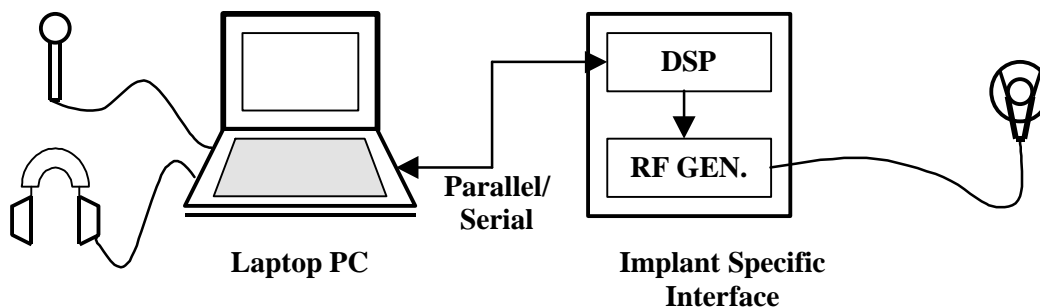 DSP
RF GEN.
Parallel/
Serial
Laptop PC
Implant Specific
Interface